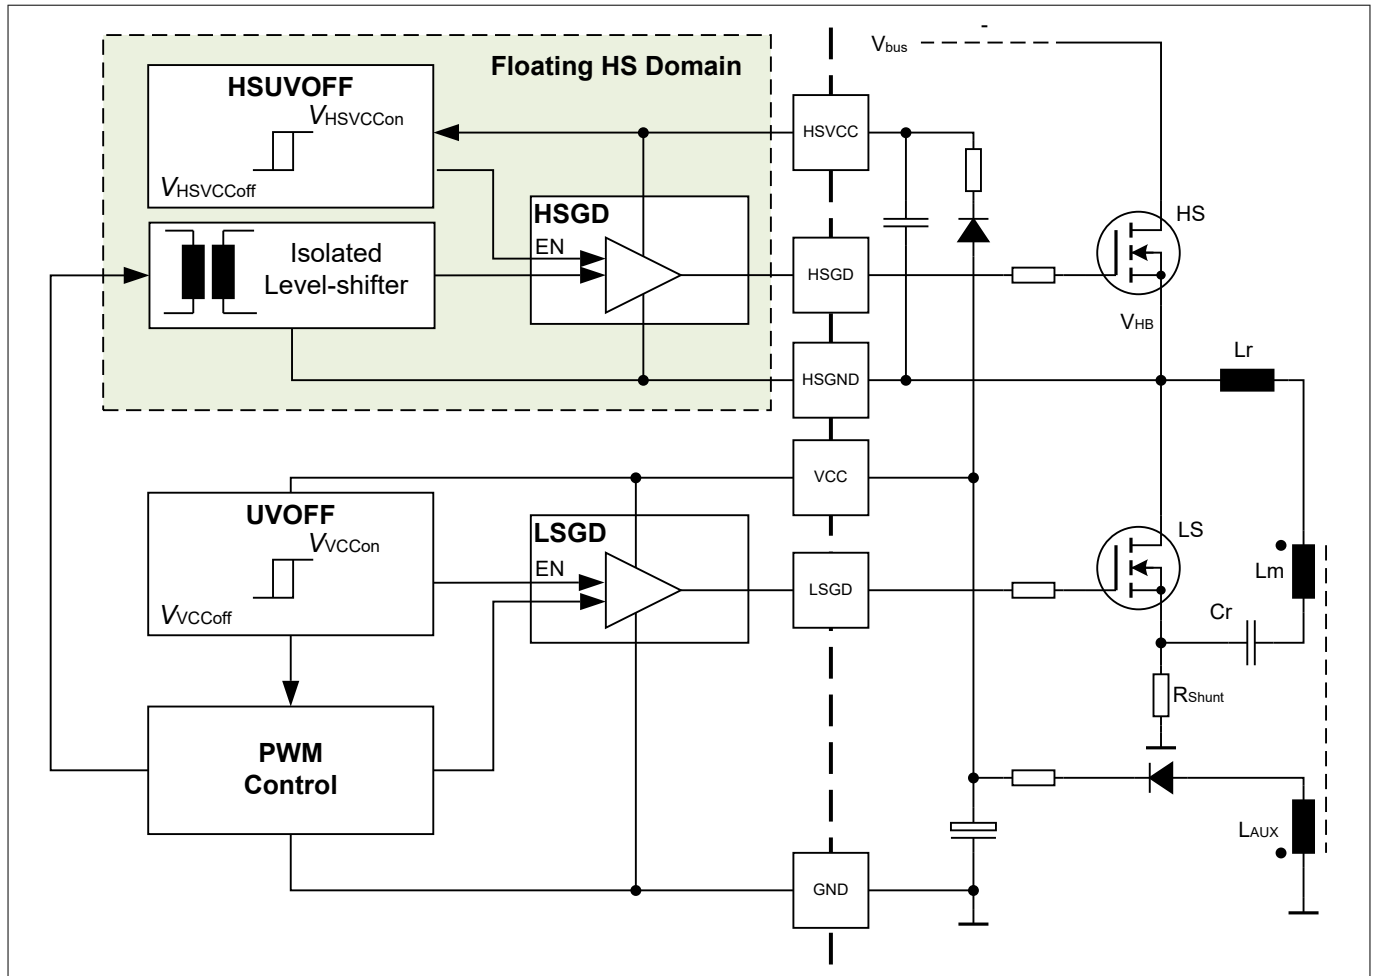 Vbus
Floating HS Domain
HSUVOFF
VHSVCCon
VHSVCCoff
HSVCC
HSGD
EN
Isolated
Level-shifter
HSGD
HS
VHB
HSGND
Lr
VCC
UVOFF
VVCCon
VVCCoff
LSGD
EN
LSGD
LS
Lm
Cr
RShunt
PWM
Control
LAUX
GND